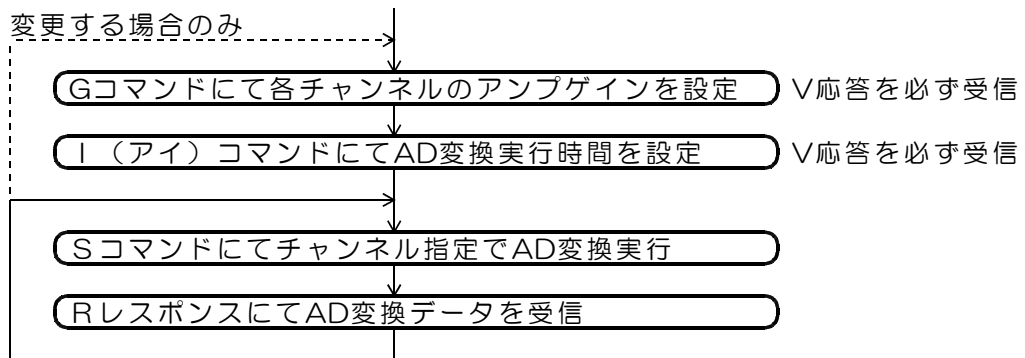 変更する場合のみ
Gコマンドにて各チャンネルのアンプゲインを設定 V応答を必ず受信
I（アイ）コマンドにてAD変換実行時間を設定 V応答を必ず受信
Sコマンドにてチャンネル指定でAD変換実行
RレスポンスにてAD変換データを受信